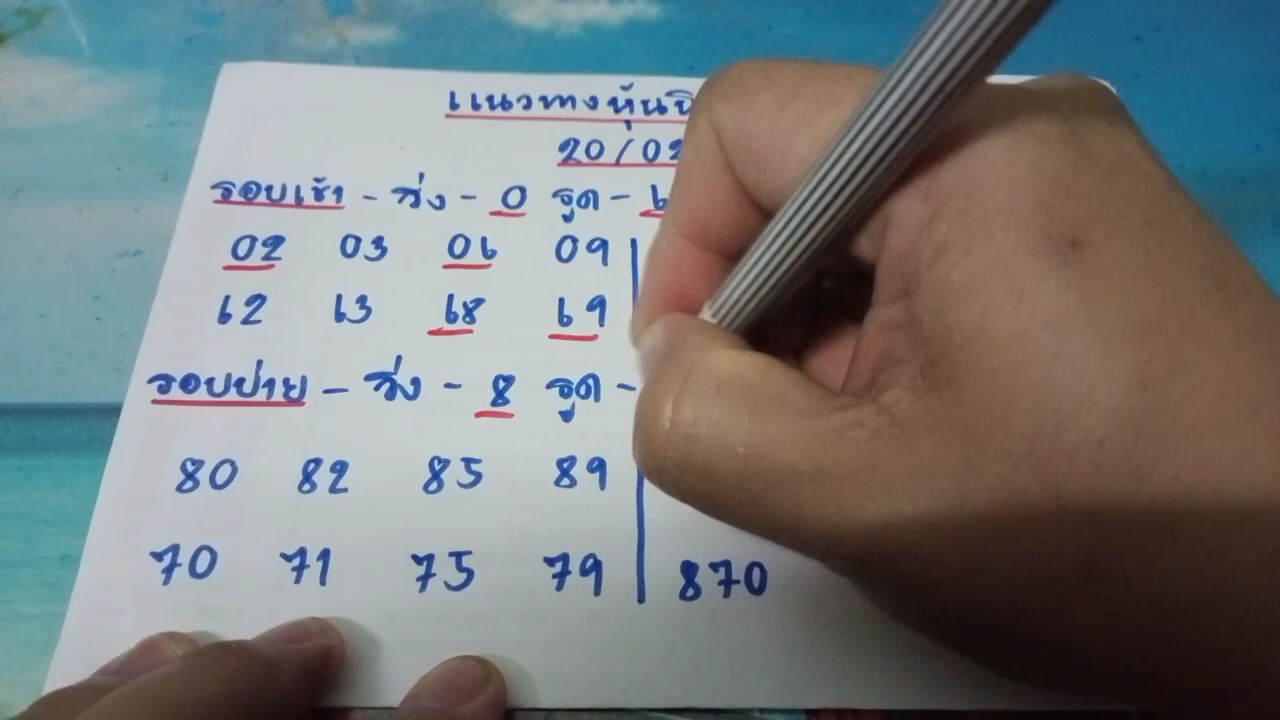 แนวทางหุ้น
20/02
รอบเช้า - วิ่ง - 0 รูด - 6
02 03 06 09
62 63 68 69
รอบบ่าย - วิ่ง - 8 รูด -
80 82 85 89
70 71 75 79 870